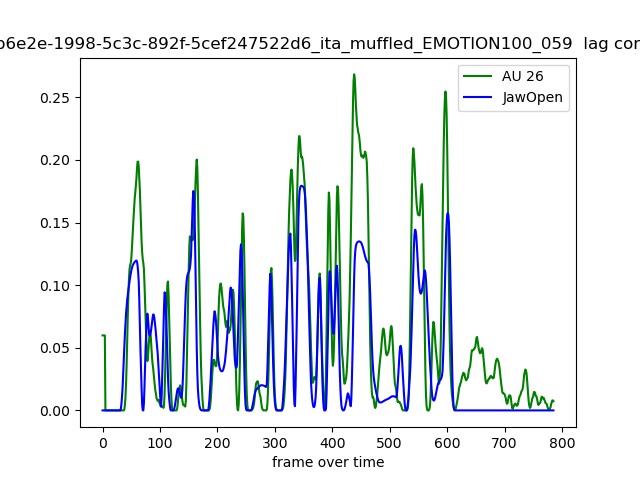 b6e2e-1998-5c3c-892f-5cef247522d6_ita_muffled_EMOTION100_059 lag cor
AU 26
JawOpen
0.25
0.20
0.15
0.10
0.05
0.00
0 100 200 300 400 500 600 700 800
frame over time